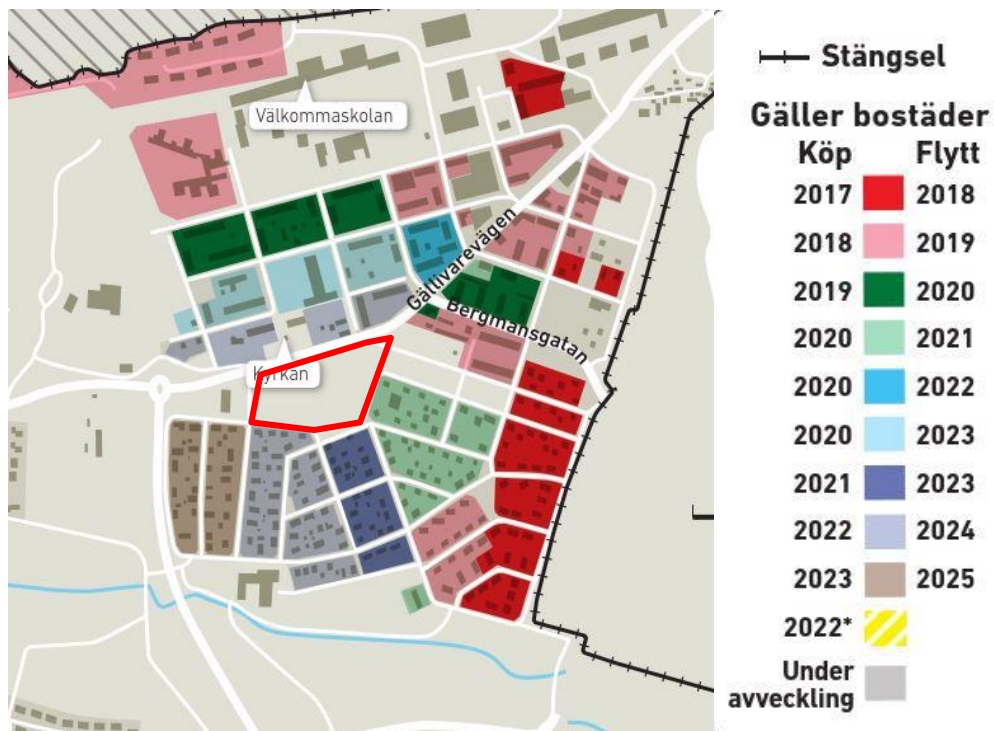 Välkommaskolan
Gällivarevägen
Bergmansgatan
Kyrkan
Stängsel
Gäller bostäder
Köp Flytt
2017 2018
2018 2019
2019 2020
2020 2021
2020 2022
2020 2023
2021 2023
2022 2024
2023 2025
2022*
Under
avveckling